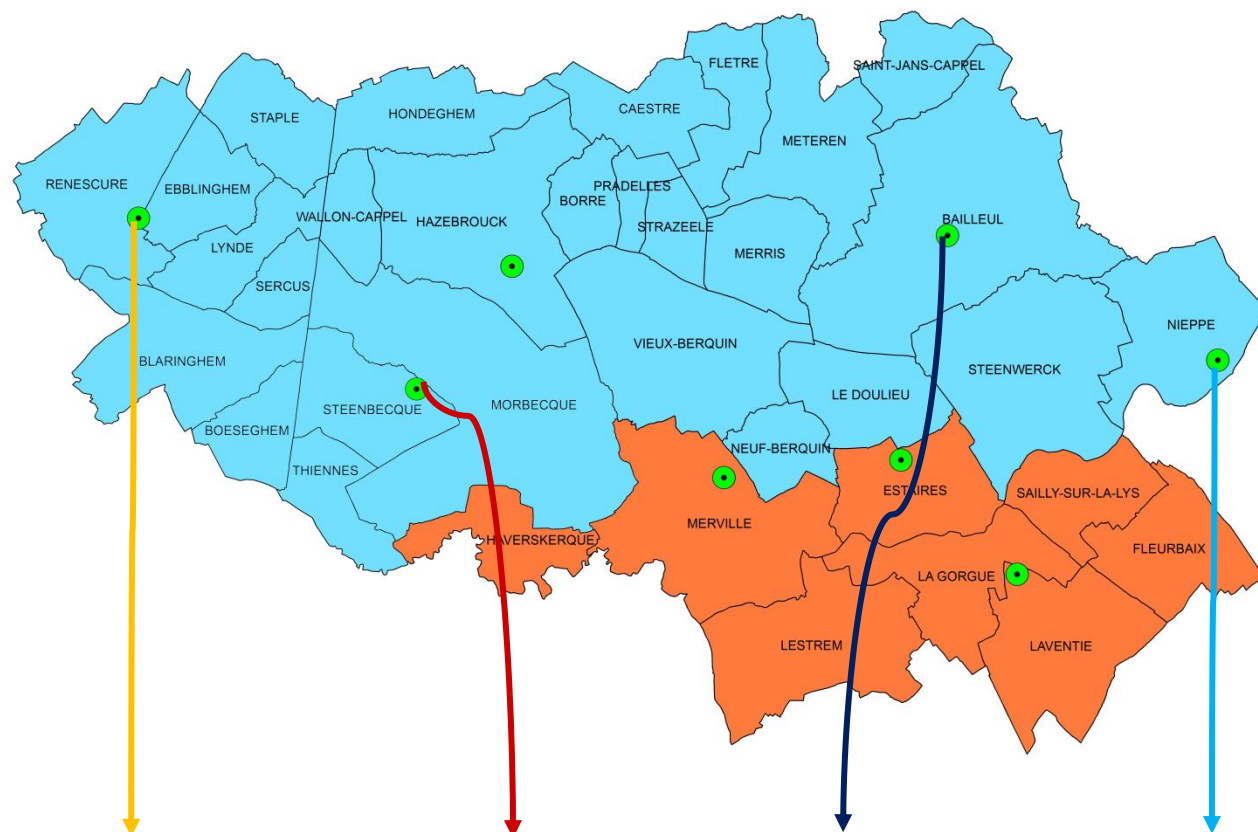 FLETRE
SAINT-JANS-CAPPEL
STAPLE
HONDEGHEM
CAESTRE
METEREN
RENESCURE
EBBLINGHEM
WALLON-CAPPEL
HAZEBROUCK
BORRE
PRADELLES
STRAZEELE
BAILLEUL
LYNDE
MERRIS
SERCUS
NIEPPE
BLARINGHEM
VIEUX-BERQUIN
STEENWERCK
STEENBECQUE
MORBECQUE
LE DOULIEU
BOESEGHEM
NEUF-BERQUIN
THIENNES
ESTAIRES
SAILLY-SUR-LA-LYS
MERVILLE
HAVERSKERQUE
FLEURBAIX
LA GORGUE
LESTREM
LAVENTIE